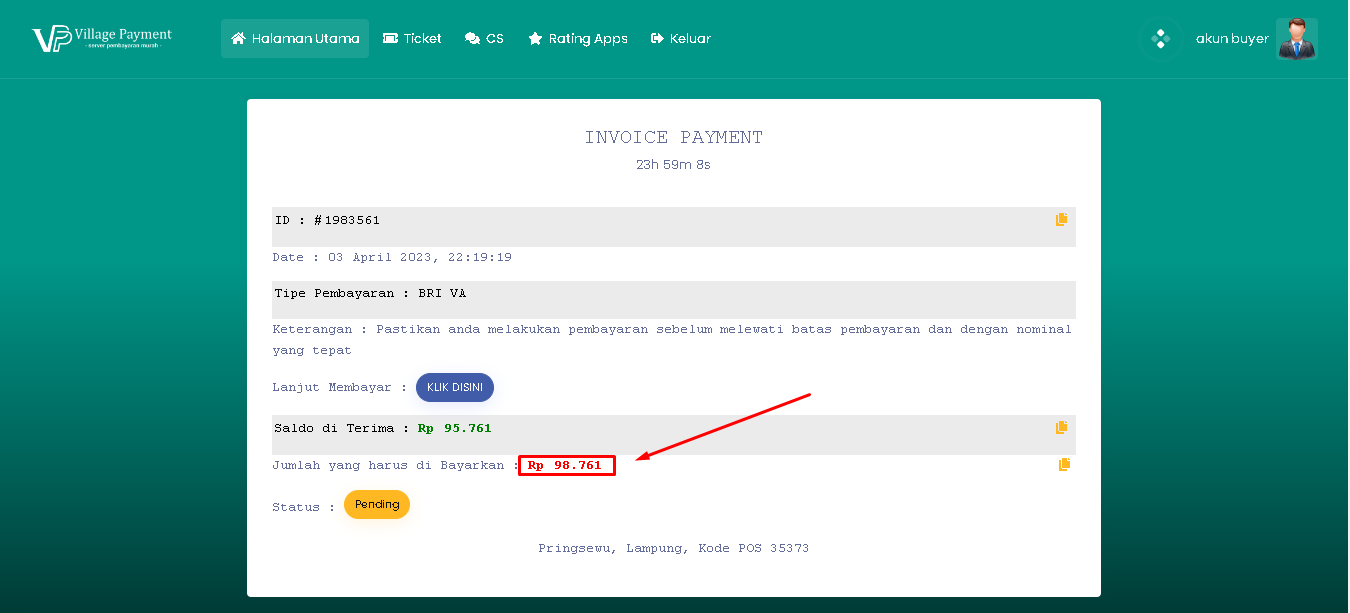 VP Village Payment
- server pembayaran murah -
Halaman Utama
Ticket
CS
Rating Apps
Keluar
akun buyer
INVOICE PAYMENT
23h 59m 8s
ID : #1983561
Date : 03 April 2023, 22:19:19
Tipe Pembayaran : BRI VA
Keterangan : Pastikan anda melakukan pembayaran sebelum melewati batas pembayaran dan dengan nominal
yang tepat
Lanjut Membayar : KLIK DISINI
Saldo di Terima : Rp 95.761
Jumlah yang harus di Bayarkan : Rp 98.761
Status : Pending
Pringsewu, Lampung, Kode POS 35373